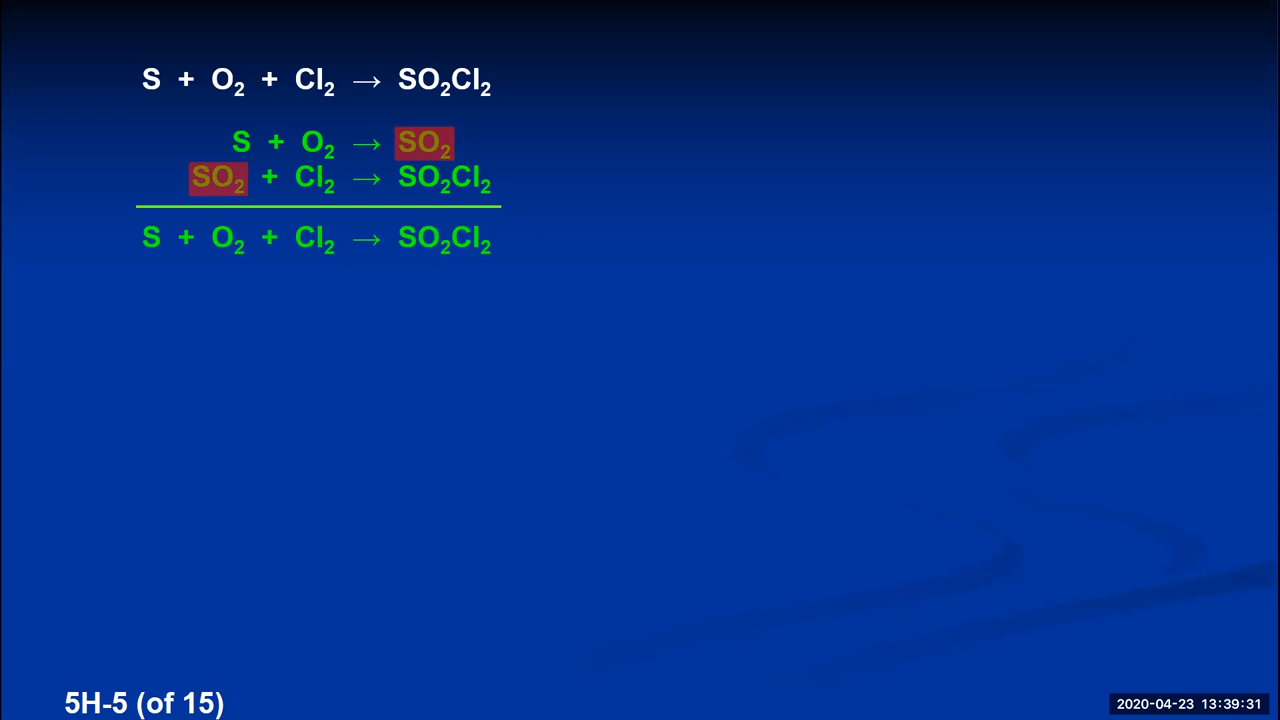 S + O₂ + Cl₂ → SO₂Cl₂
S + O₂ → SO₂
SO₂ + Cl₂ → SO₂Cl₂
S + O₂ + Cl₂ → SO₂Cl₂
5H-5 (of 15)
2020-04-23 13:39:31